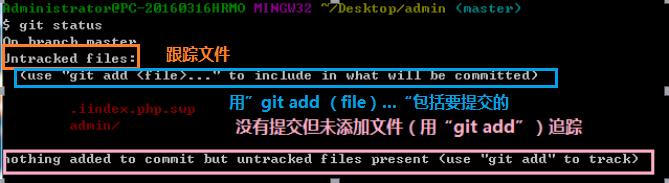 Administrator@PC-20160316HRMO MINGW32 ~/Desktop/admin (master)
$ git status
On branch master
Untracked files:
跟踪文件
(use "git add <file>..." to include in what will be committed)
用”git add （file）...“包括要提交的
.iindex.php.swp
admin/
没有提交但未添加文件（用“git add”）追踪
nothing added to commit but untracked files present (use "git add" to track)